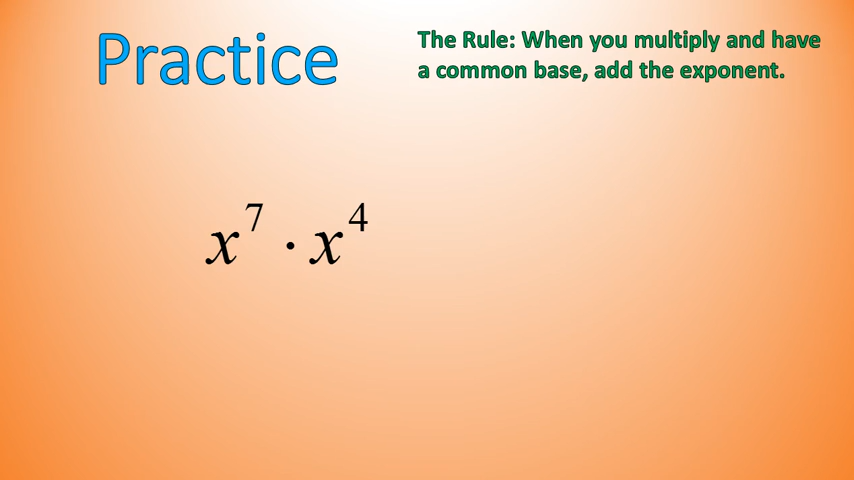 Practice
The Rule: When you multiply and have
a common base, add the exponent.
x⁷ · x⁴